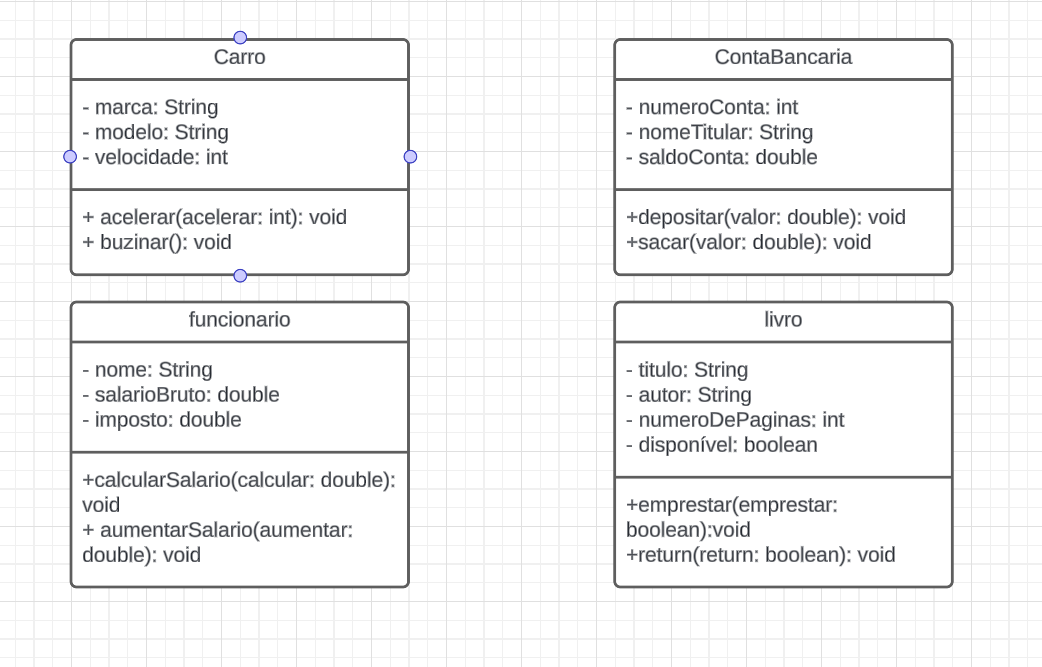 Carro
- marca: String
- modelo: String
- velocidade: int
+ acelerar(acelerar: int): void
+ buzinar(): void
ContaBancaria
- numeroConta: int
- nomeTitular: String
- saldoConta: double
+depositar(valor: double): void
+sacar(valor: double): void
funcionario
- nome: String
- salarioBruto: double
- imposto: double
+calcularSalario(calcular: double):
void
+ aumentarSalario(aumentar:
double): void
livro
- titulo: String
- autor: String
- numeroDePaginas: int
- disponível: boolean
+emprestar(emprestar:
boolean):void
+return(return: boolean): void